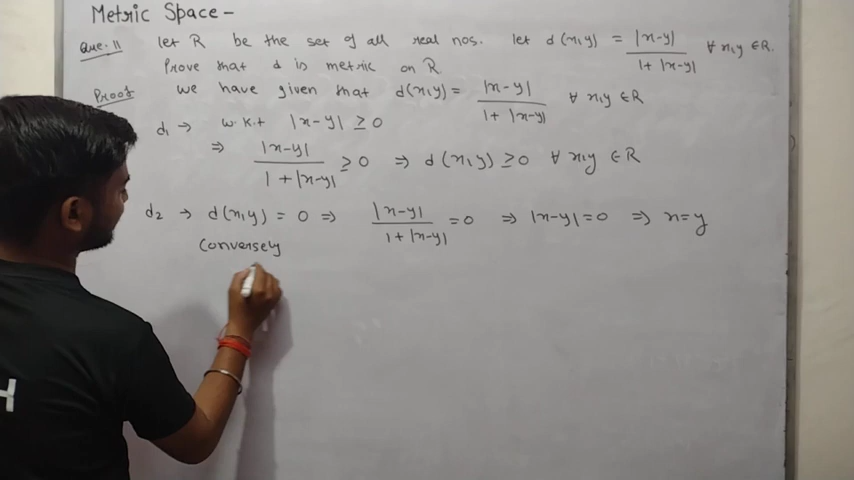 Metric Space -
Que. 11 let R be the set of all real nos. let d(x,y) = |x-y| / 1+|x-y| ∀ x,y ∈ R.
Prove that d is metric on R.
Proof we have given that d(x,y) = |x-y| / 1+|x-y| ∀ x,y ∈ R
d₁ → w.k.t |x-y| ≥ 0
⇒ |x-y| / 1+|x-y| ≥ 0 ⇒ d(x,y) ≥ 0 ∀ x,y ∈ R
d₂ → d(x,y) = 0 ⇒ |x-y| / 1+|x-y| = 0 ⇒ |x-y| = 0 ⇒ x=y
Conversely
H